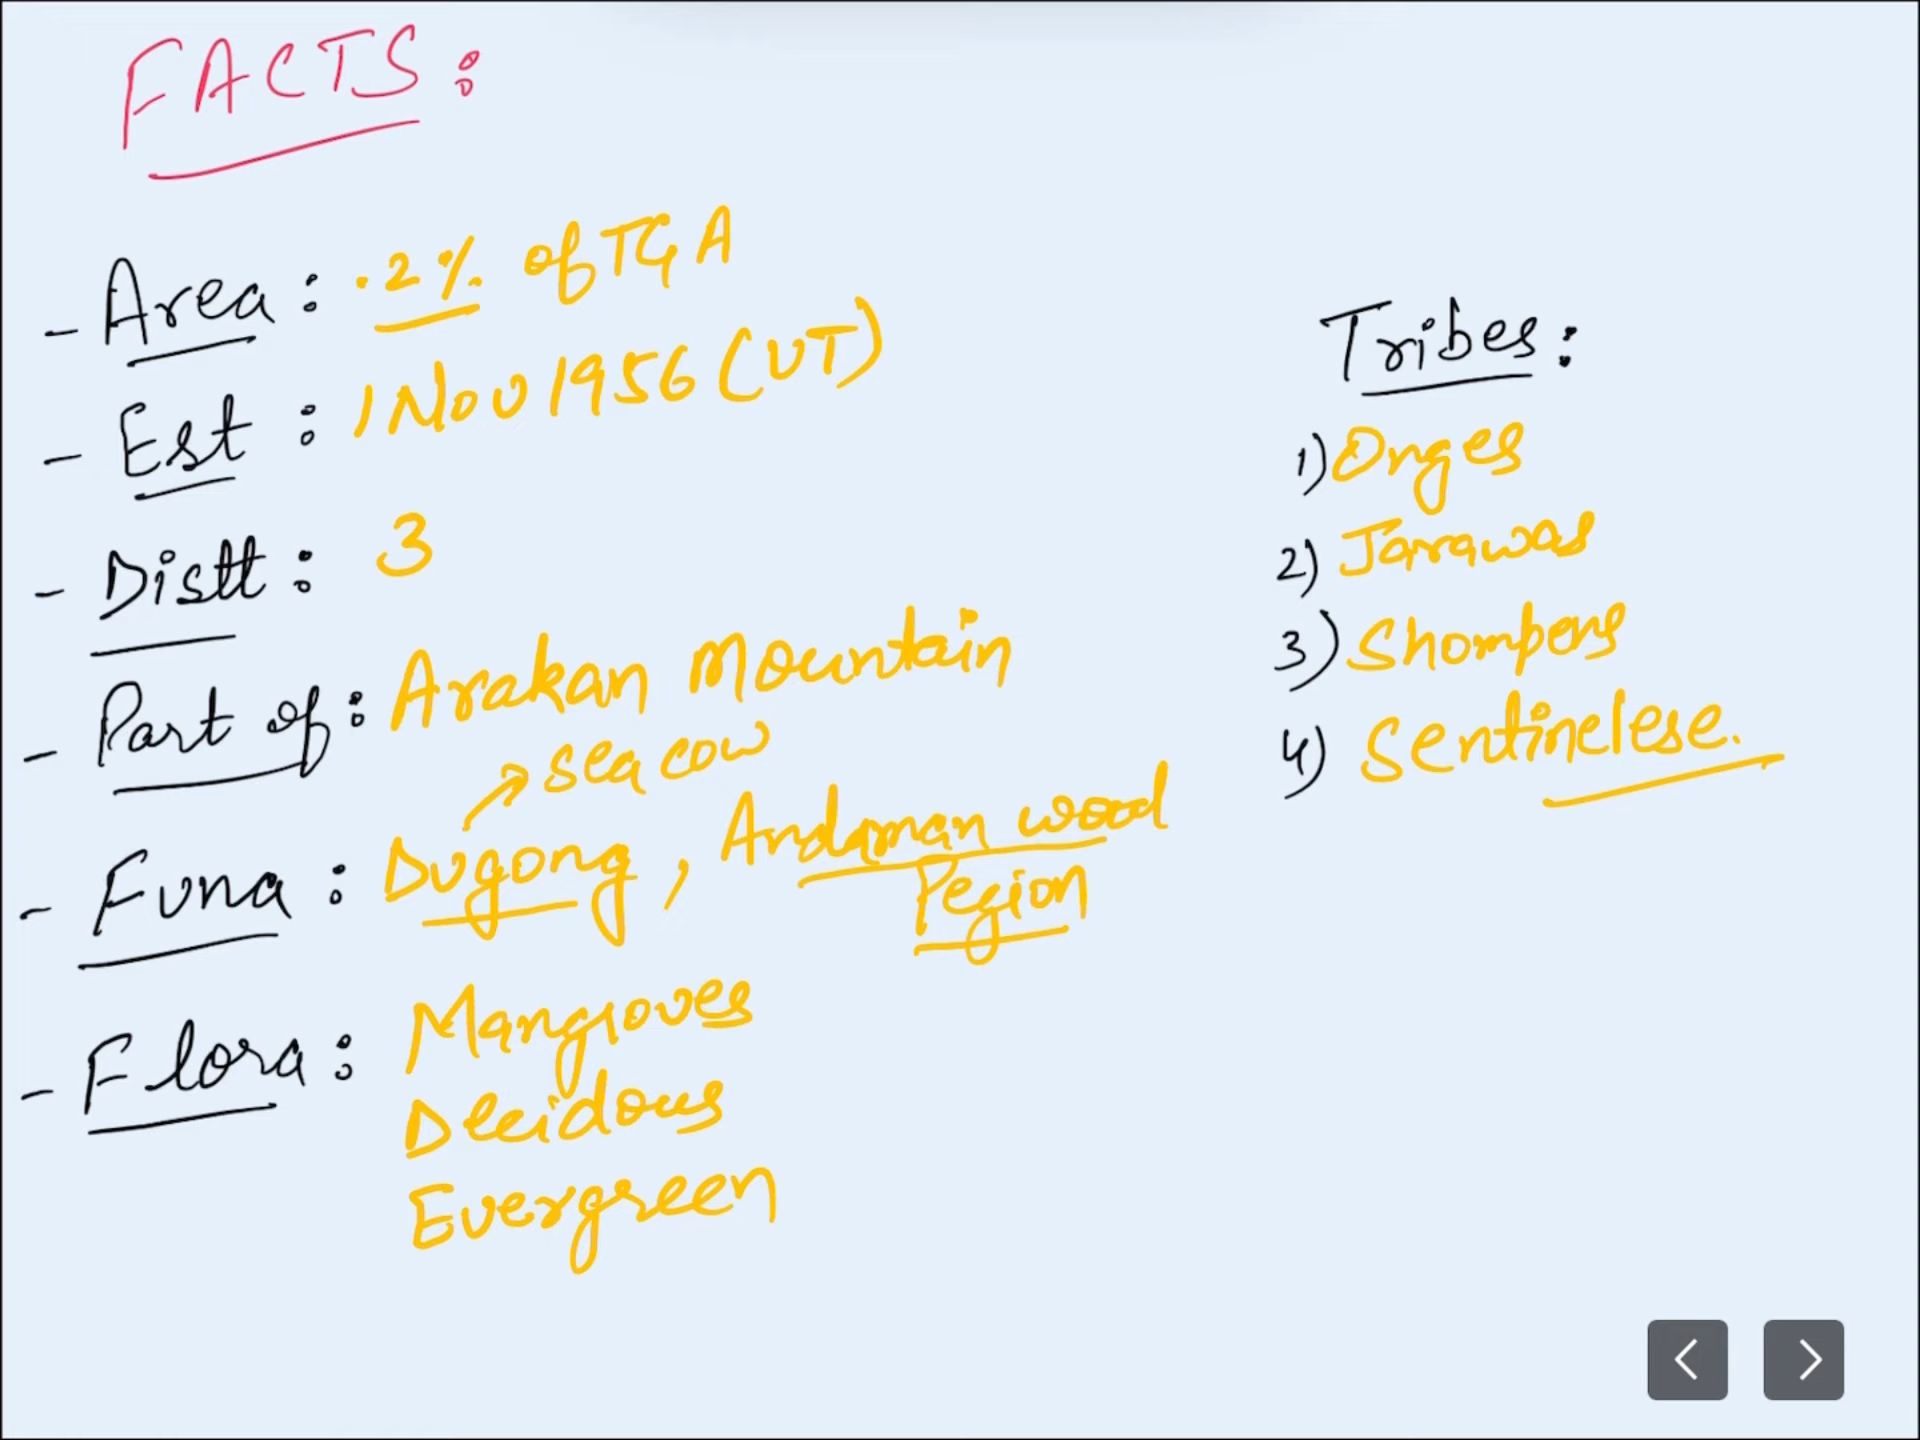 FACTS:
- Area: .2% of TGA
- Est: 1 Nov 1956 (UT)
- Distt: 3
- Part of: Arakan Mountain
sea cow
- Funa: Dugong, Andaman wood
Pegion
- Flora: Mangroves
Decidous
Evergreen
Tribes:
1) Onges
2) Jarawas
3) Shompens
4) Sentinelese.